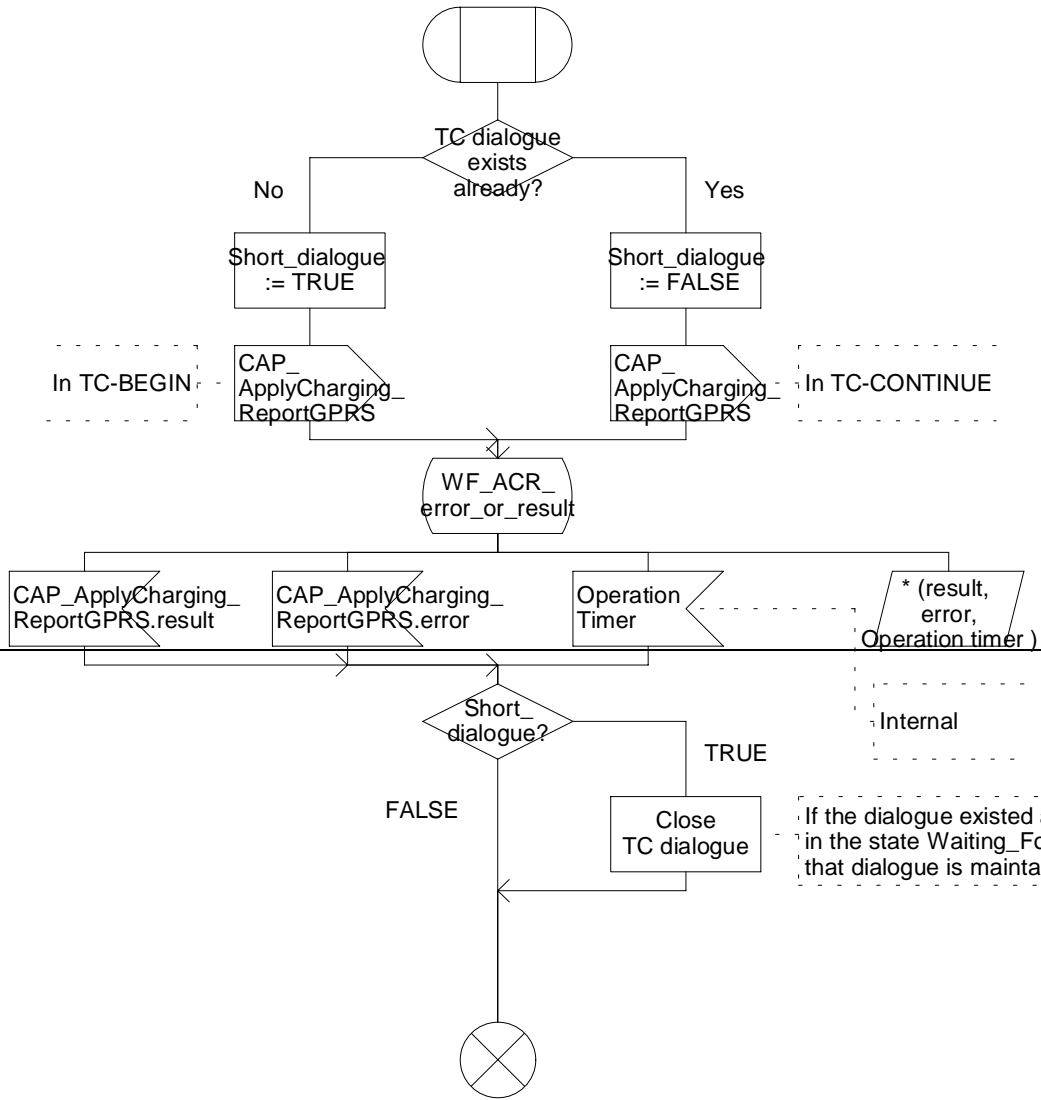 TC dialogue
exists
already?
No
Yes
Short_dialogue
:= TRUE
Short_dialogue
:= FALSE
In TC-BEGIN
CAP_
ApplyCharging_
ReportGPRS
CAP_
ApplyCharging_
ReportGPRS
In TC-CONTINUE
WF_ACR_
error_or_result
CAP_ApplyCharging_
ReportGPRS.result
CAP_ApplyCharging_
ReportGPRS.error
Operation
Timer
* (result,
error,
Operation timer )
Internal
Short_
dialogue?
TRUE
FALSE
Close
TC dialogue
If the dialogue existed
in the state
that dialogue is